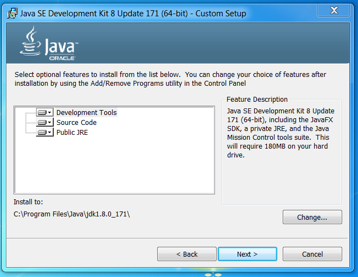 Java SE Development Kit 8 Update 171 (64-bit) - Custom Setup
Java
ORACLE
Select optional features to install from the list below. You can change your choice of features after
installation by using the Add/Remove Programs utility in the Control Panel
Development Tools
Source Code
Public JRE
Feature Description
Java SE Development Kit 8 Update
171 (64-bit), including the JavaFX
SDK, a private JRE, and the Java
Mission Control tools suite. This
will require 180MB on your hard
drive.
Install to:
C:\Program Files\Java\jdk1.8.0_171\
Change...
< Back
Next >
Cancel